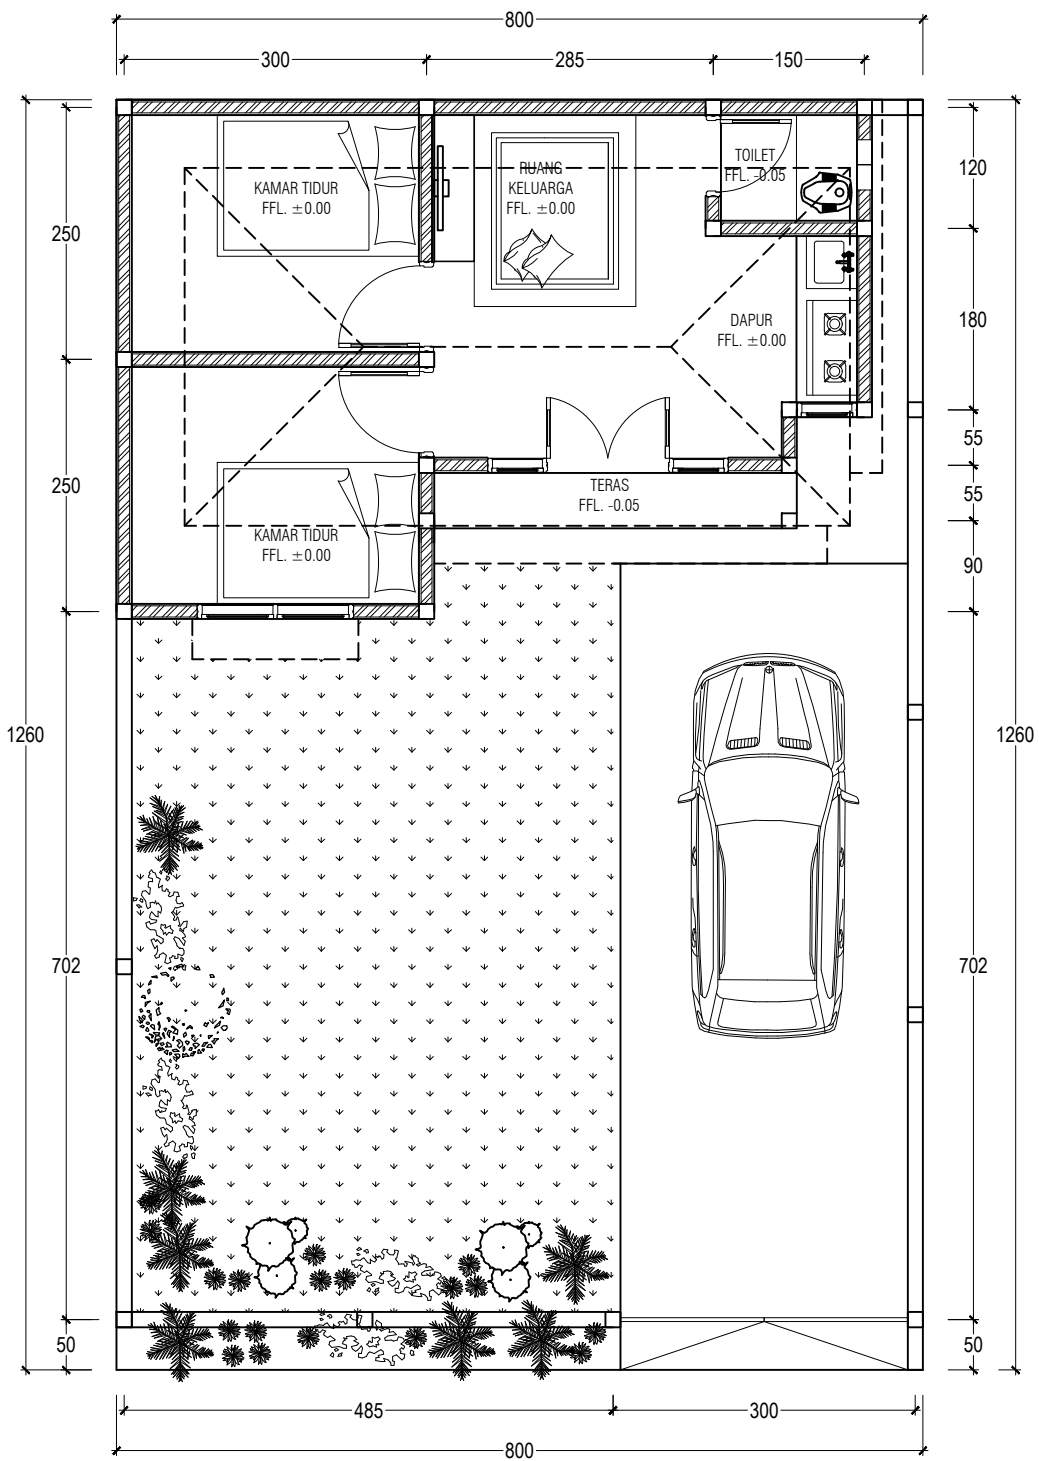 800
300
285
150
TOILET
FFL. -0.05
120
RUANG
KELUARGA
FFL. ±0.00
KAMAR TIDUR
FFL. ±0.00
250
DAPUR
FFL. ±0.00
180
55
TERAS
FFL. -0.05
250
55
KAMAR TIDUR
FFL. ±0.00
90
1260
1260
702
702
50
50
485
300
800